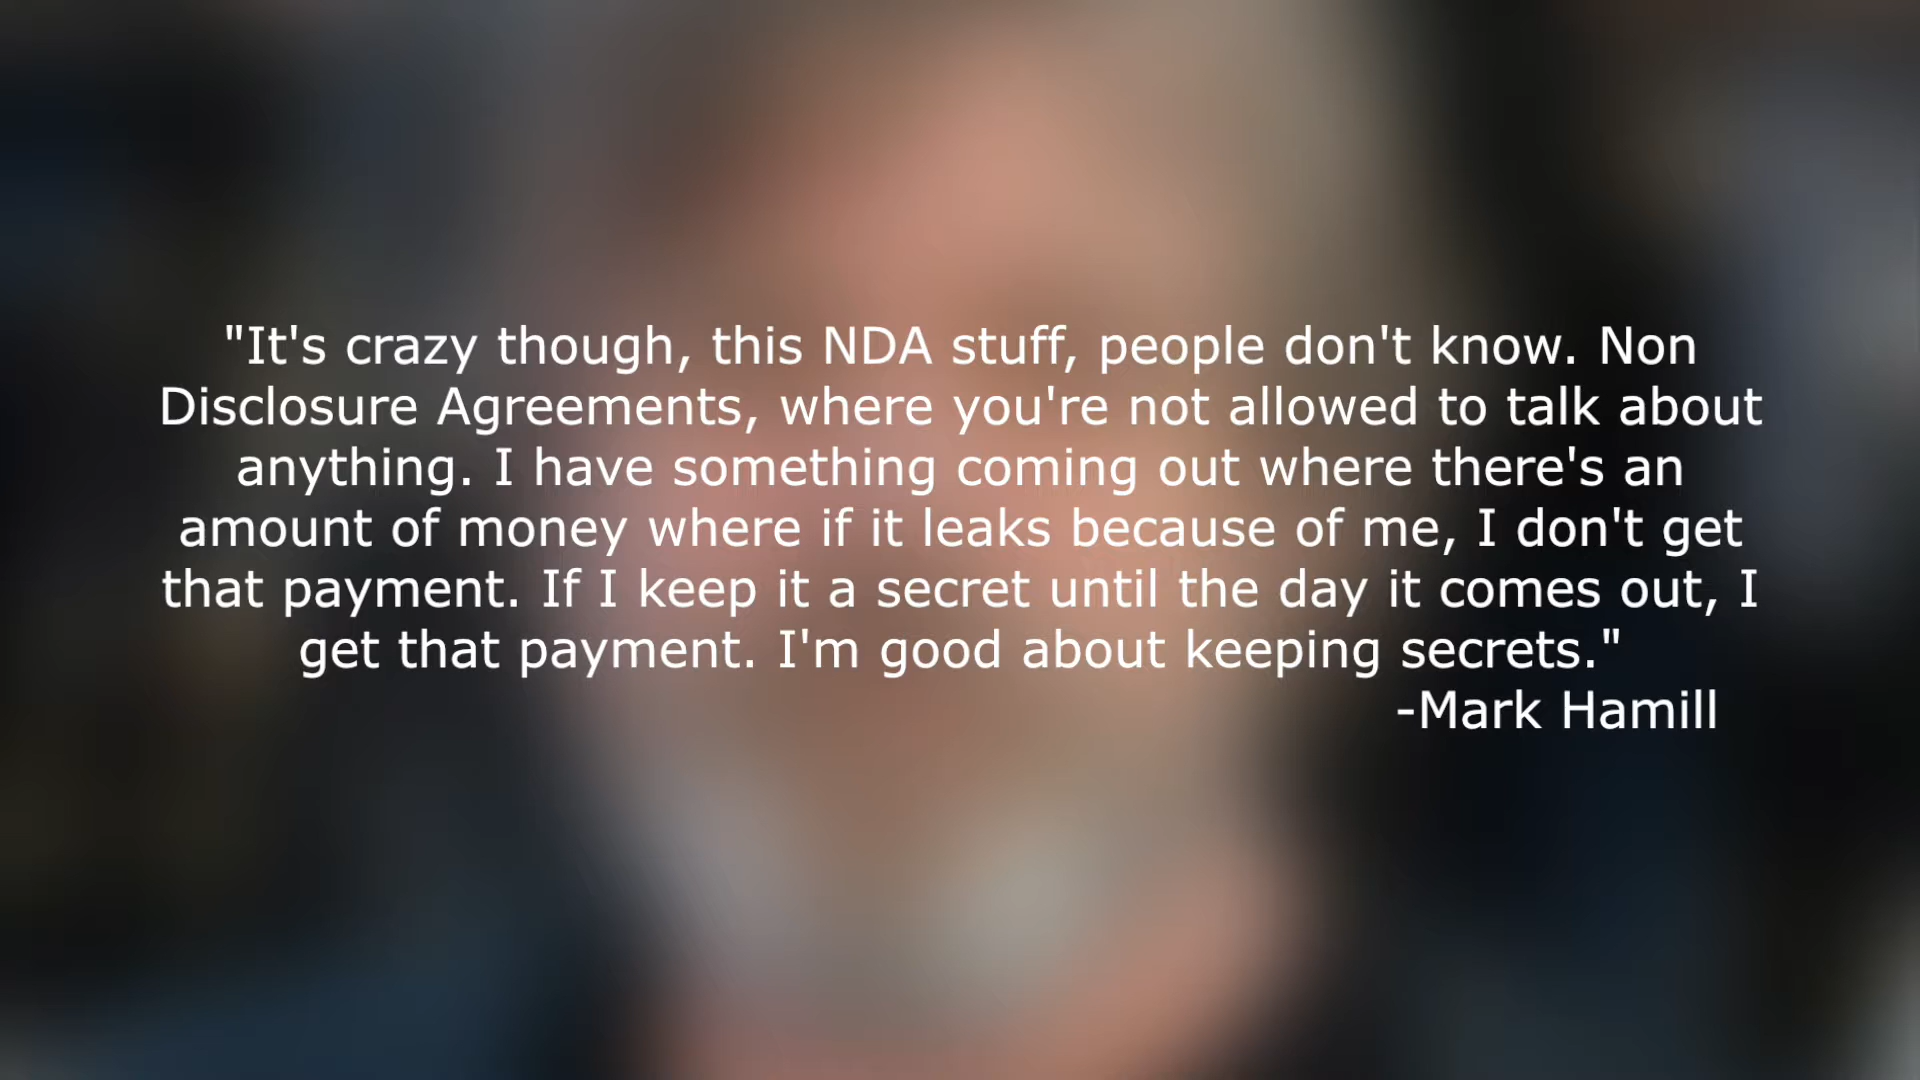 "It's crazy though, this NDA stuff, people don't know. Non
Disclosure Agreements, where you're not allowed to talk about
anything. I have something coming out where there's an
amount of money where if it leaks because of me, I don't get
that payment. If I keep it a secret until the day it comes out, I
get that payment. I'm good about keeping secrets."
-Mark Hamill